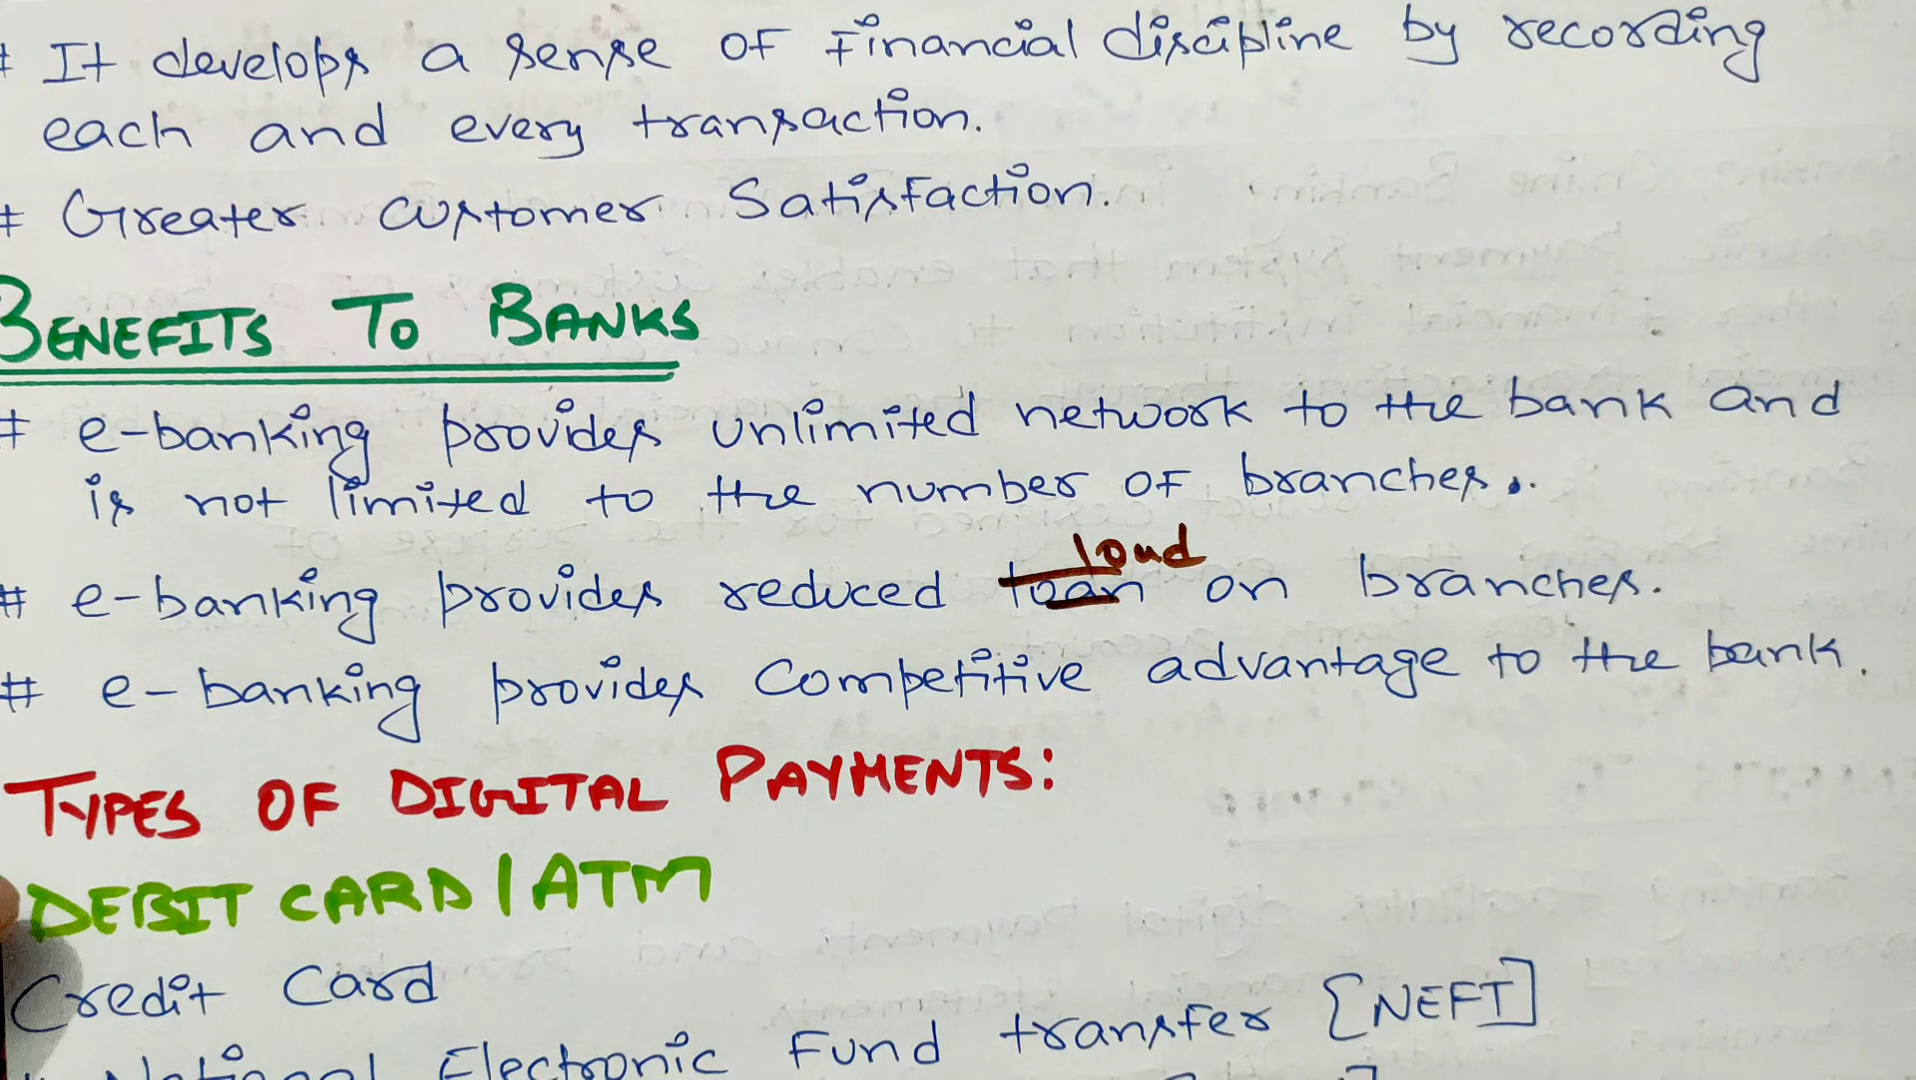 # It develops a sense of Financial discipline by recording
each and every transaction.
# Greater customer Satisfaction.
BENEFITS TO BANKS
# e-banking provides unlimited network to the bank and
is not limited to the number of branches.
loud
# e-banking provides reduced loan on branches.
# e-banking provides competitive advantage to the bank.
TYPES OF DIGITAL PAYMENTS:
DEBIT CARD/ATM
Credit Card
National Electronic Fund transfer [NEFT]